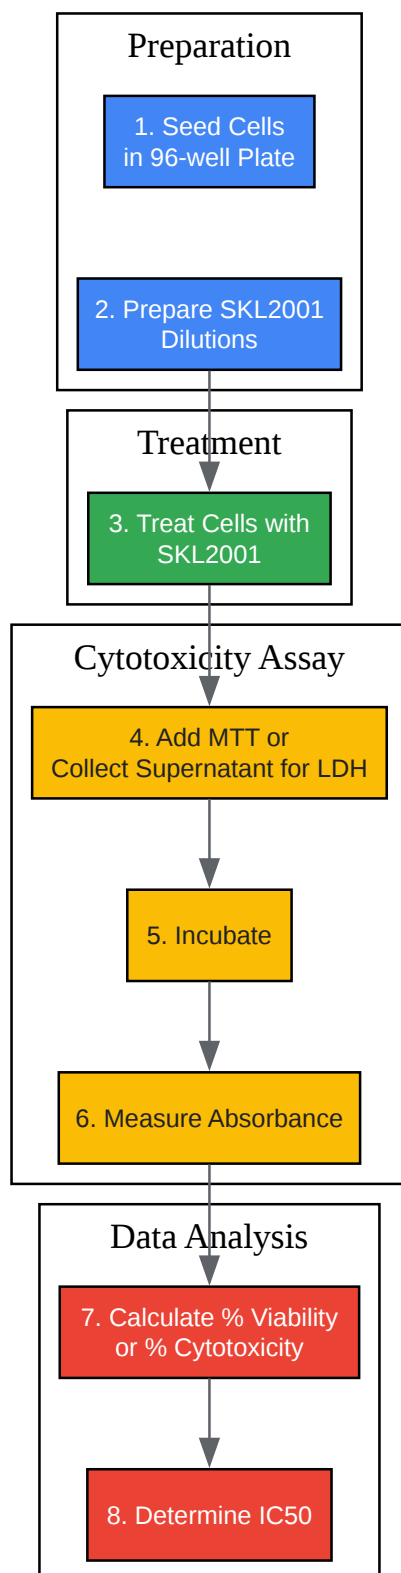 Preparation
1. Seed Cells
in 96-well Plate
2. Prepare SKL2001
Dilutions
Treatment
3. Treat Cells with
SKL2001
Cytotoxicity Assay
4. Add MTT or
Collect Supernatant for LDH
5. Incubate
6. Measure Absorbance
Data Analysis
7. Calculate % Viability
or % Cytotoxicity
8. Determine IC50